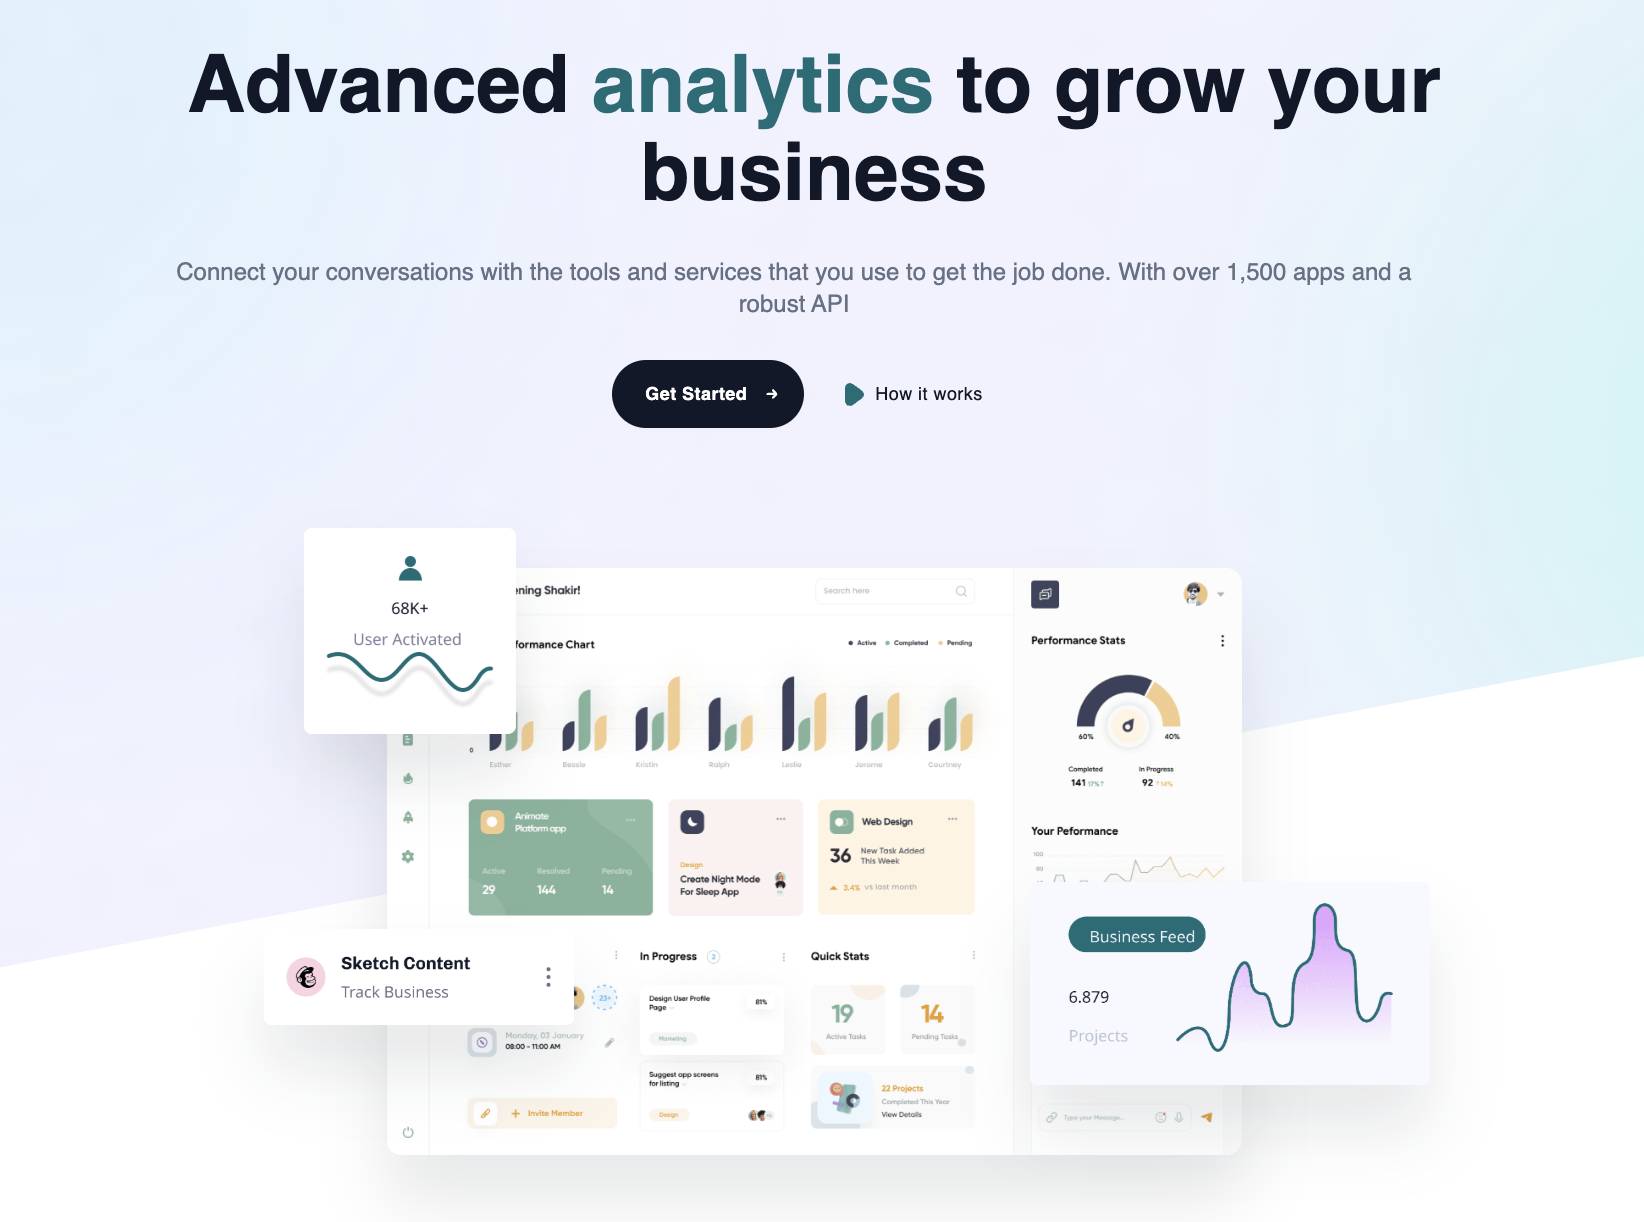 Advanced analytics to grow your
business
Connect your conversations with the tools and services that you use to get the job done. With over 1,500 apps and a
robust API
Get Started
How it works
68K+
User Activated
ening Shakir!
Search here
formance Chart
Active
Completed
Pending
0
Esther
Bessie
Kristin
Ralph
Leslie
Jerome
Courtney
Performance Stats
60%
40%
Completed
In Progress
141 17%↑
92 ↑14%
Your Peformance
100
80
Animate
Platform app
Active
Resolved
Pending
29
144
14
Design
Create Night Mode
For Sleep App
Web Design
36
New Task Added
This Week
3.4% vs last month
Sketch Content
Track Business
23+
Monday, 03 January
08:00 - 11:00 AM
Invite Member
In Progress
2
Design User Profile
Page
81%
Marketing
Suggest app screens
for listing
81%
Design
Quick Stats
19
Active Tasks
14
Pending Tasks
22 Projects
Completed This Year
View Details
Business Feed
6.879
Projects
Type your Message...